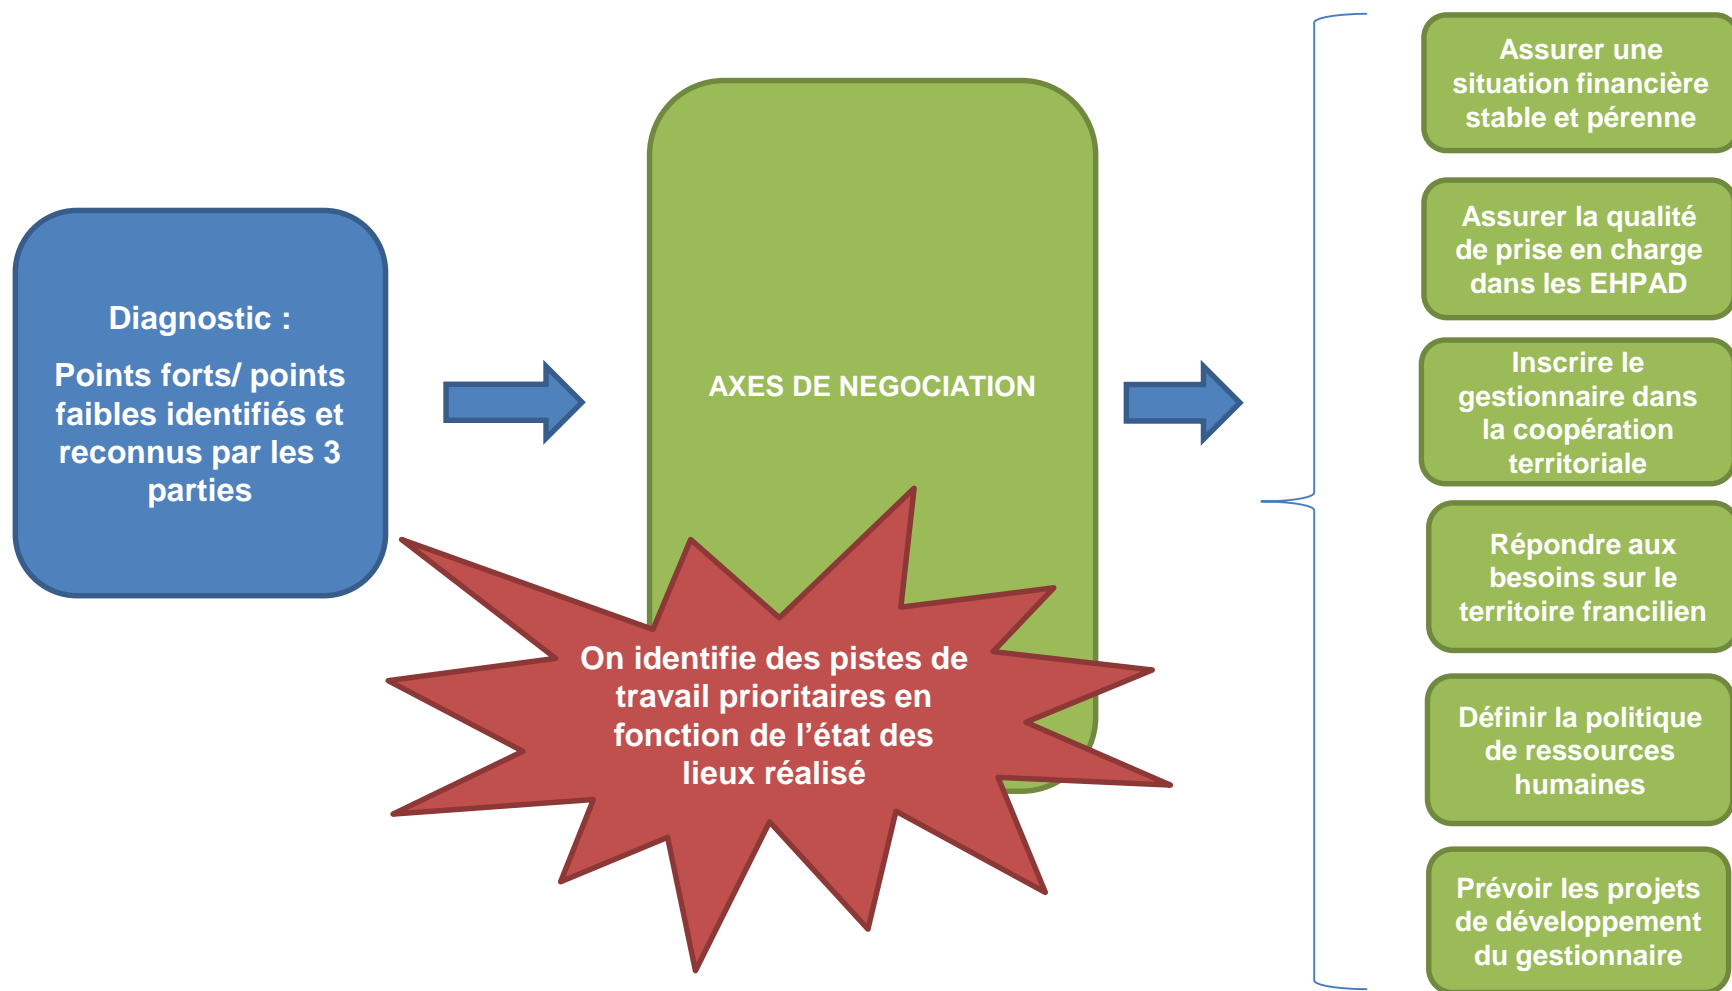 Diagnostic :
Points forts/ points
faibles identifiés et
reconnus par les 3
parties
AXES DE NEGOCIATION
On identifie des pistes de
travail prioritaires en
fonction de l’état des
lieux réalisé
Assurer une
situation financière
stable et pérenne
Assurer la qualité
de prise en charge
dans les EHPAD
Inscrire le
gestionnaire dans
la coopération
territoriale
Répondre aux
besoins sur le
territoire francilien
Définir la politique
de ressources
humaines
Prévoir les projets
de développement
du gestionnaire